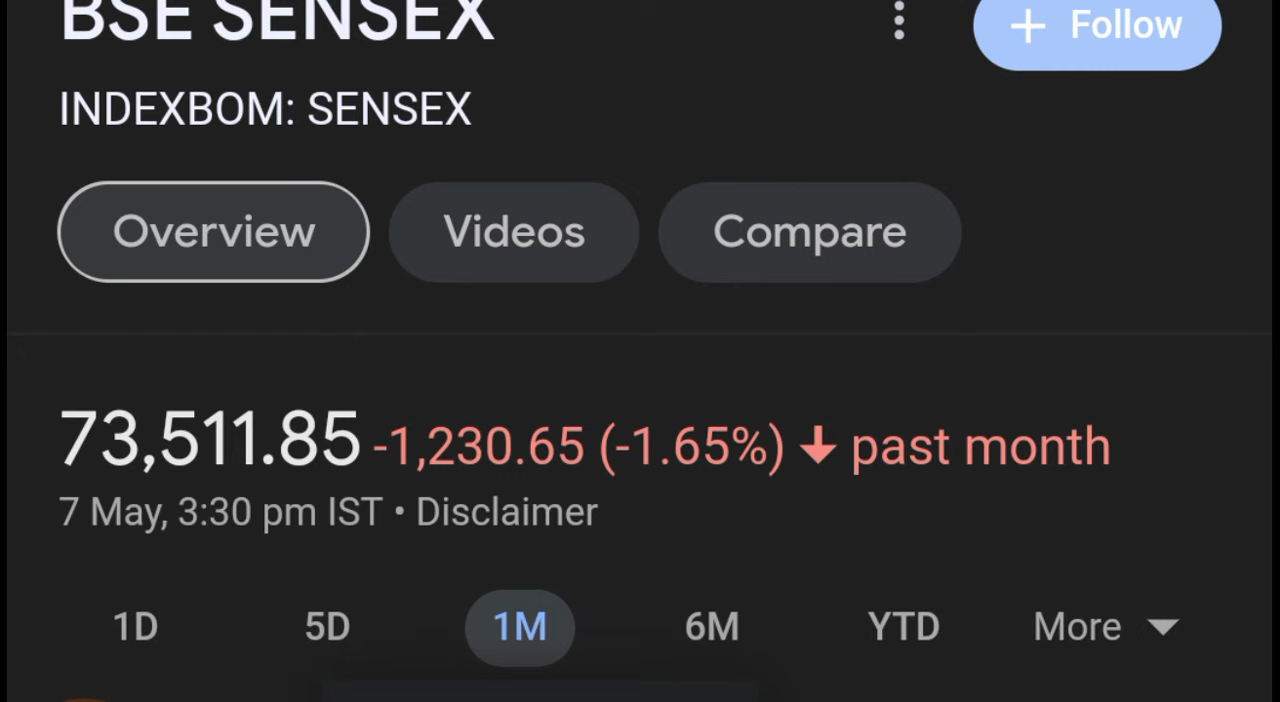 BSE SENSEX
+ Follow
INDEXBOM: SENSEX
Overview Videos Compare
73,511.85 -1,230.65 (-1.65%) ↓ past month
7 May, 3:30 pm IST • Disclaimer
1D 5D 1M 6M YTD More